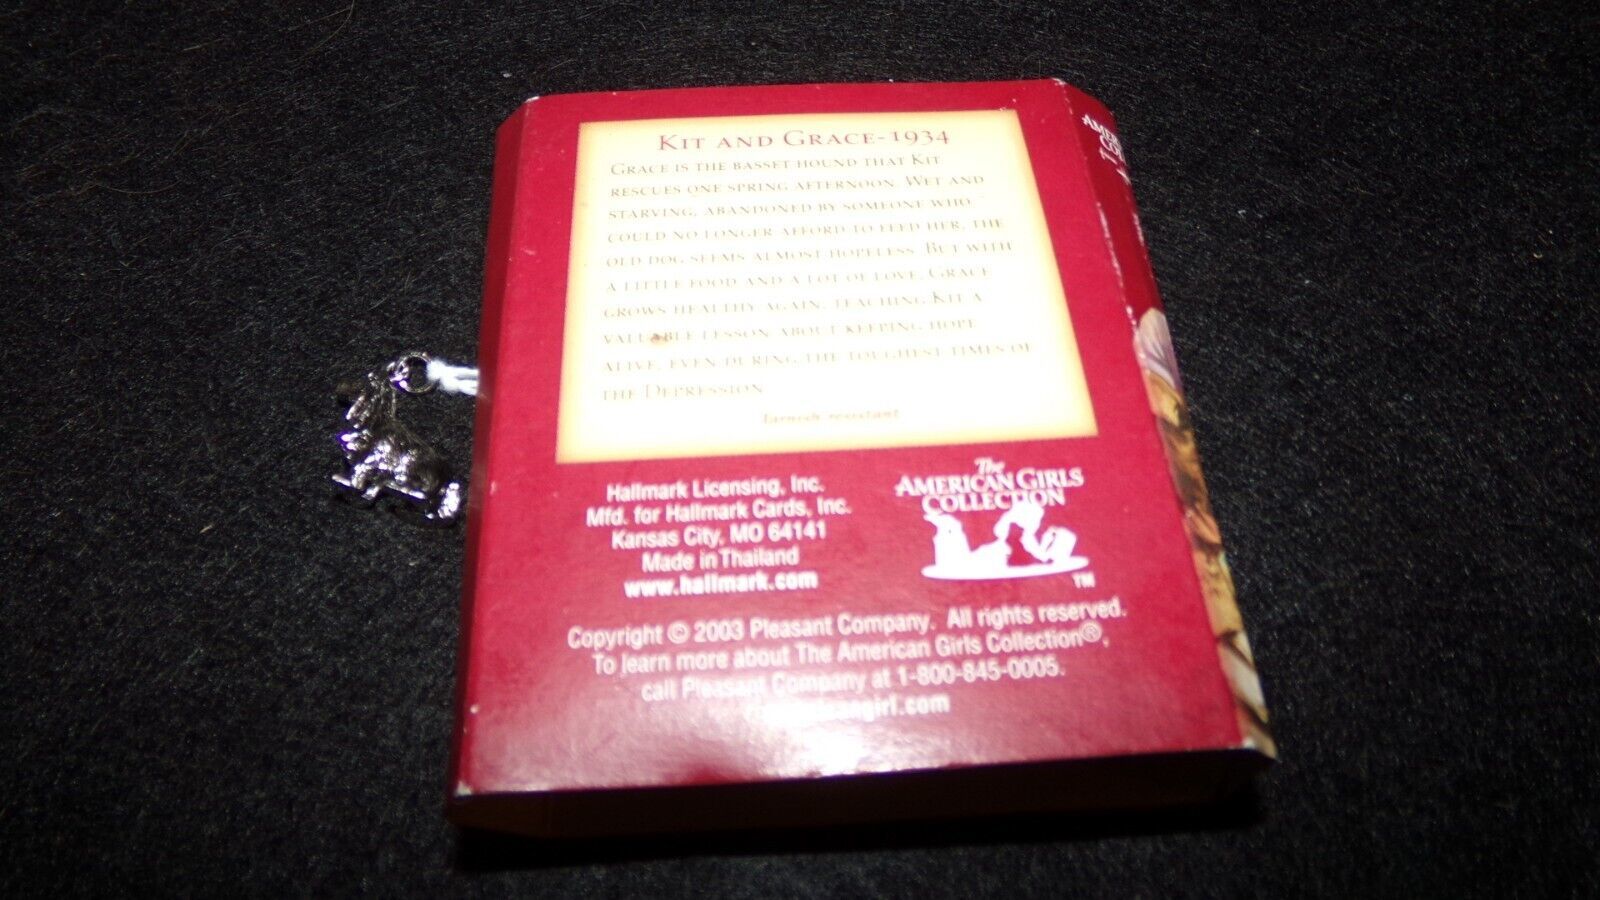 KIT AND GRACE-1934
GRACE IS THE BASSET HOUND THAT KIT
RESCUES ONE SPRING AFTERNOON. WET AND
STARVING, ABANDONED BY SOMEONE WHO
COULD NO LONGER AFFORD TO FEED HER, THE
OLD DOG SEEMS ALMOST HOPELESS. BUT WITH
A LITTLE FOOD AND A LOT OF LOVE, GRACE
GROWS HEALTHY AGAIN, TEACHING KIT A
VALUABLE LESSON ABOUT KEEPING HOPE
ALIVE, EVEN DURING THE TOUGHEST TIMES OF
THE DEPRESSION
Tarnish resistant
Hallmark Licensing, Inc.
Mfd. for Hallmark Cards, Inc.
Kansas City, MO 64141
Made in Thailand
www.hallmark.com
The
AMERICAN GIRLS
COLLECTION
TM
Copyright © 2003 Pleasant Company. All rights reserved.
To learn more about The American Girls Collection®,
call Pleasant Company at 1-800-845-0005.